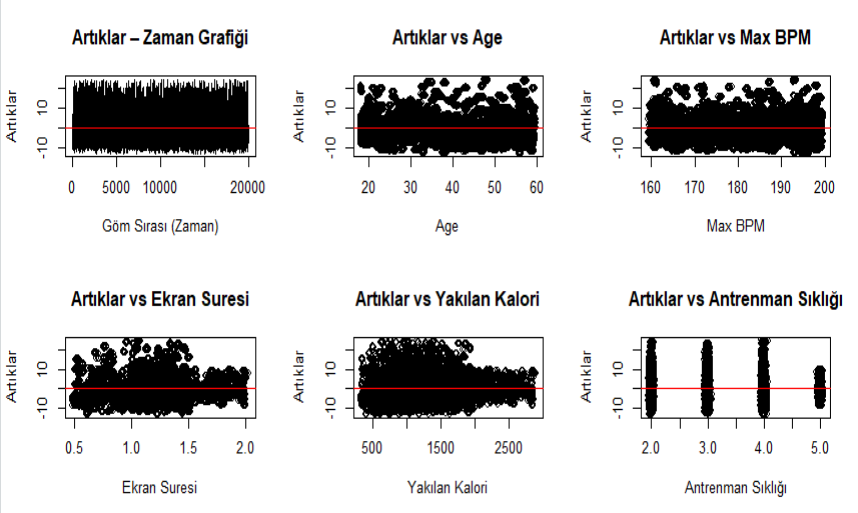 Artıklar – Zaman Grafiği
Artıklar
10
-10
0 5000 10000 20000
Göm Sırası (Zaman)
Artıklar vs Age
Artıklar
10
-10
20 30 40 50 60
Age
Artıklar vs Max BPM
Artıklar
10
-10
160 170 180 190 200
Max BPM
Artıklar vs Ekran Suresi
Artıklar
10
-10
0.5 1.0 1.5 2.0
Ekran Suresi
Artıklar vs Yakılan Kalori
Artıklar
10
-10
500 1500 2500
Yakılan Kalori
Artıklar vs Antrenman Sıklığı
Artıklar
10
-10
2.0 3.0 4.0 5.0
Antrenman Sıklığı